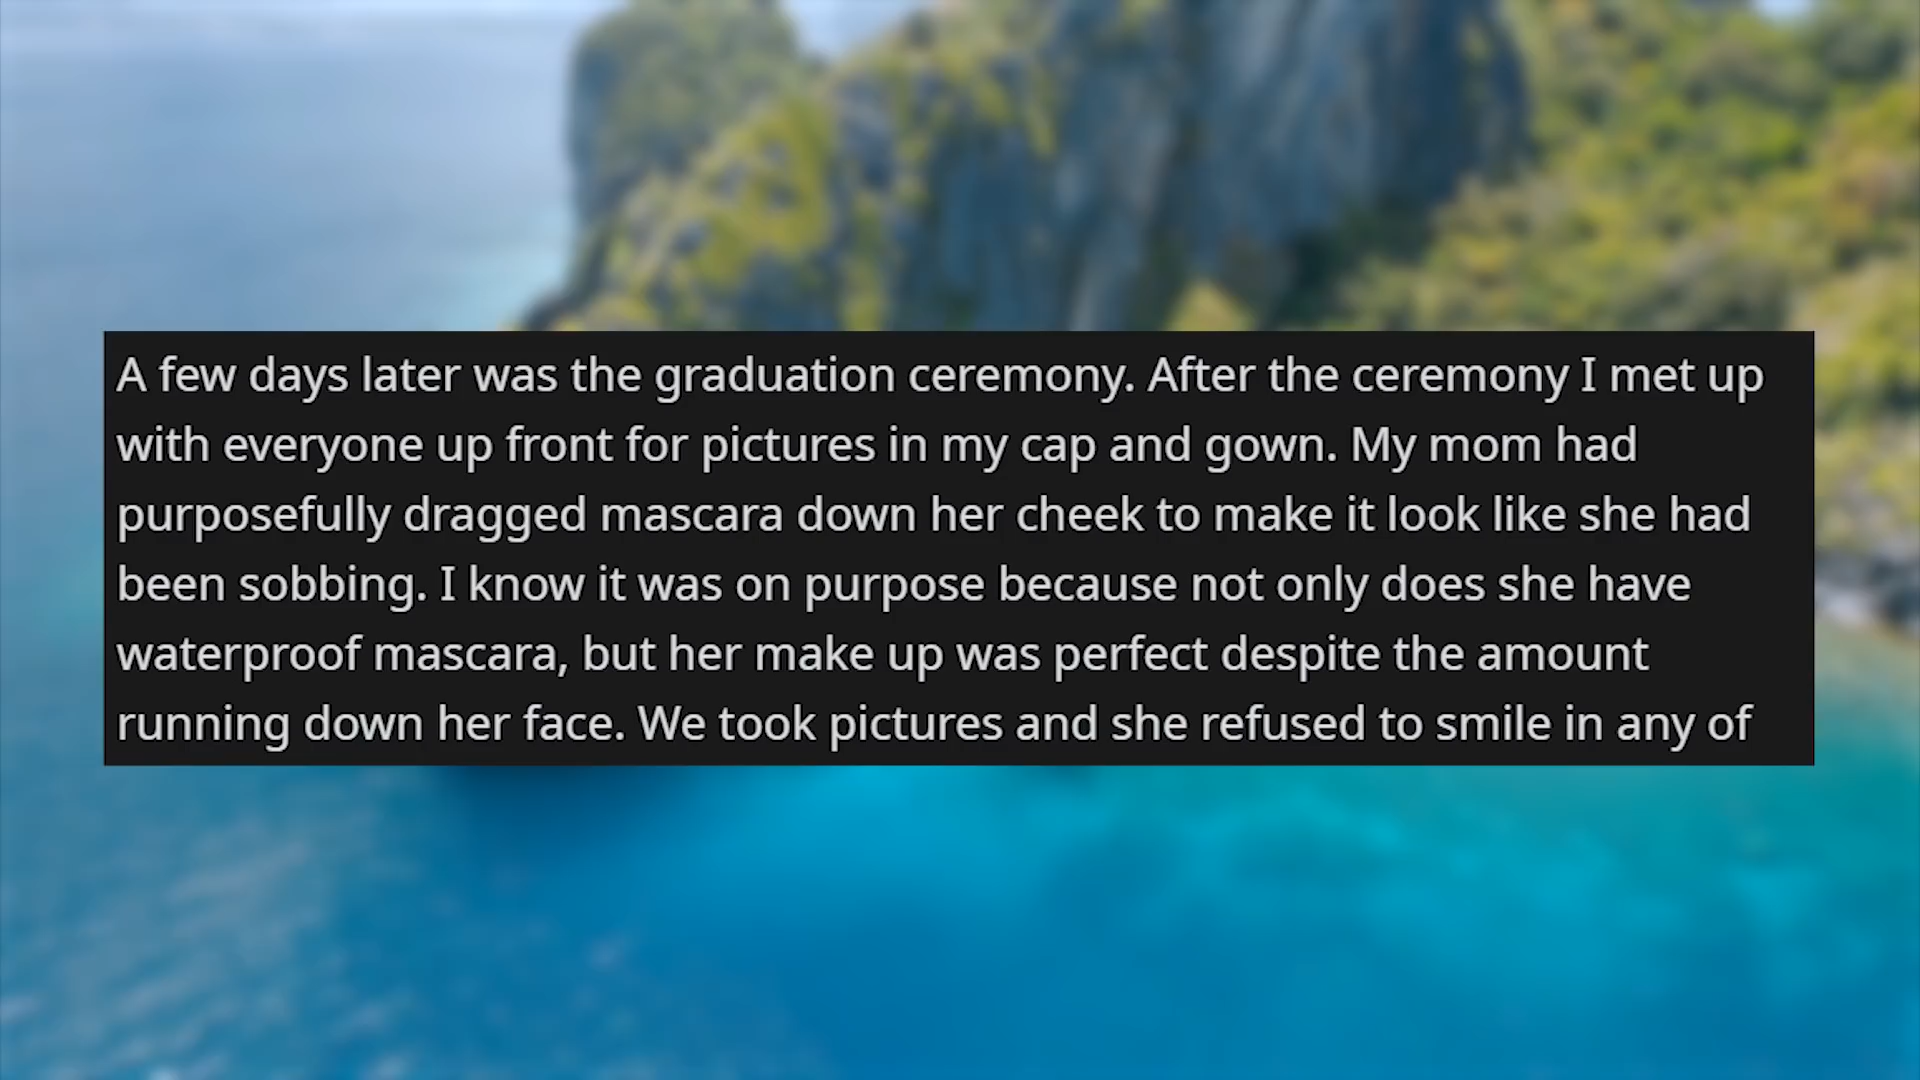 A few days later was the graduation ceremony. After the ceremony I met up
with everyone up front for pictures in my cap and gown. My mom had
purposefully dragged mascara down her cheek to make it look like she had
been sobbing. I know it was on purpose because not only does she have
waterproof mascara, but her make up was perfect despite the amount
running down her face. We took pictures and she refused to smile in any of